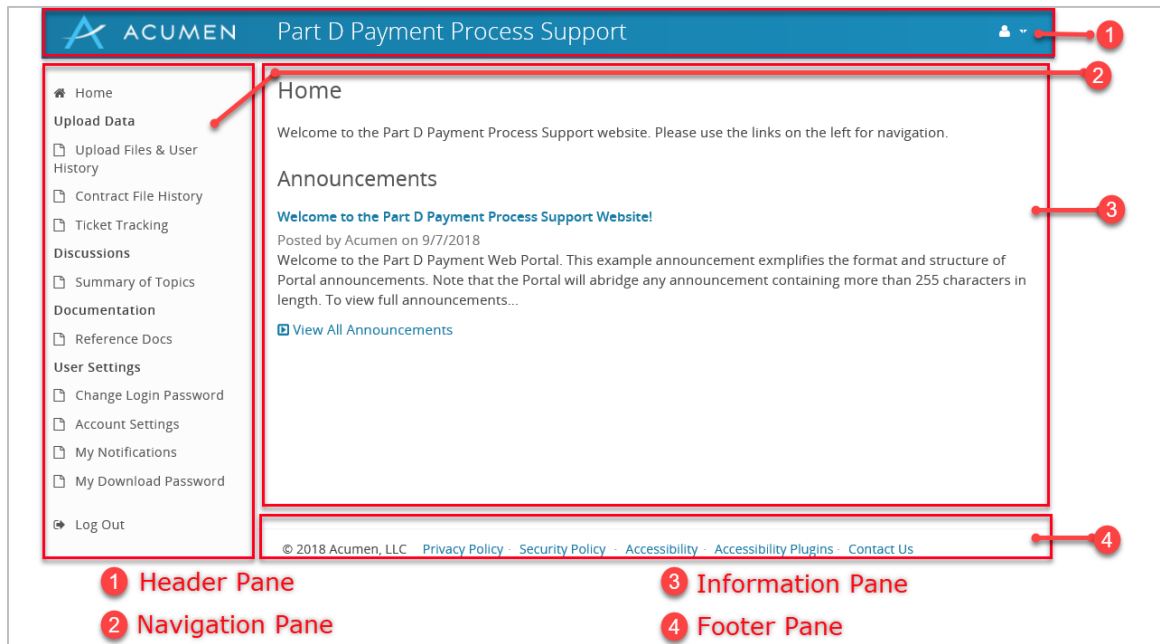 ACUMEN Part D Payment Process Support
1
2
Home
Upload Data
Upload Files & User
History
Contract File History
Ticket Tracking
Discussions
Summary of Topics
Documentation
Reference Docs
User Settings
Change Login Password
Account Settings
My Notifications
My Download Password
Log Out
Home
Welcome to the Part D Payment Process Support website. Please use the links on the left for navigation.
Announcements
Welcome to the Part D Payment Process Support Website!
3
Posted by Acumen on 9/7/2018
Welcome to the Part D Payment Web Portal. This example announcement exmplifies the format and structure of
Portal announcements. Note that the Portal will abridge any announcement containing more than 255 characters in
length. To view full announcements...
View All Announcements
© 2018 Acumen, LLC Privacy Policy · Security Policy · Accessibility · Accessibility Plugins · Contact Us
4
1 Header Pane
2 Navigation Pane
3 Information Pane
4 Footer Pane